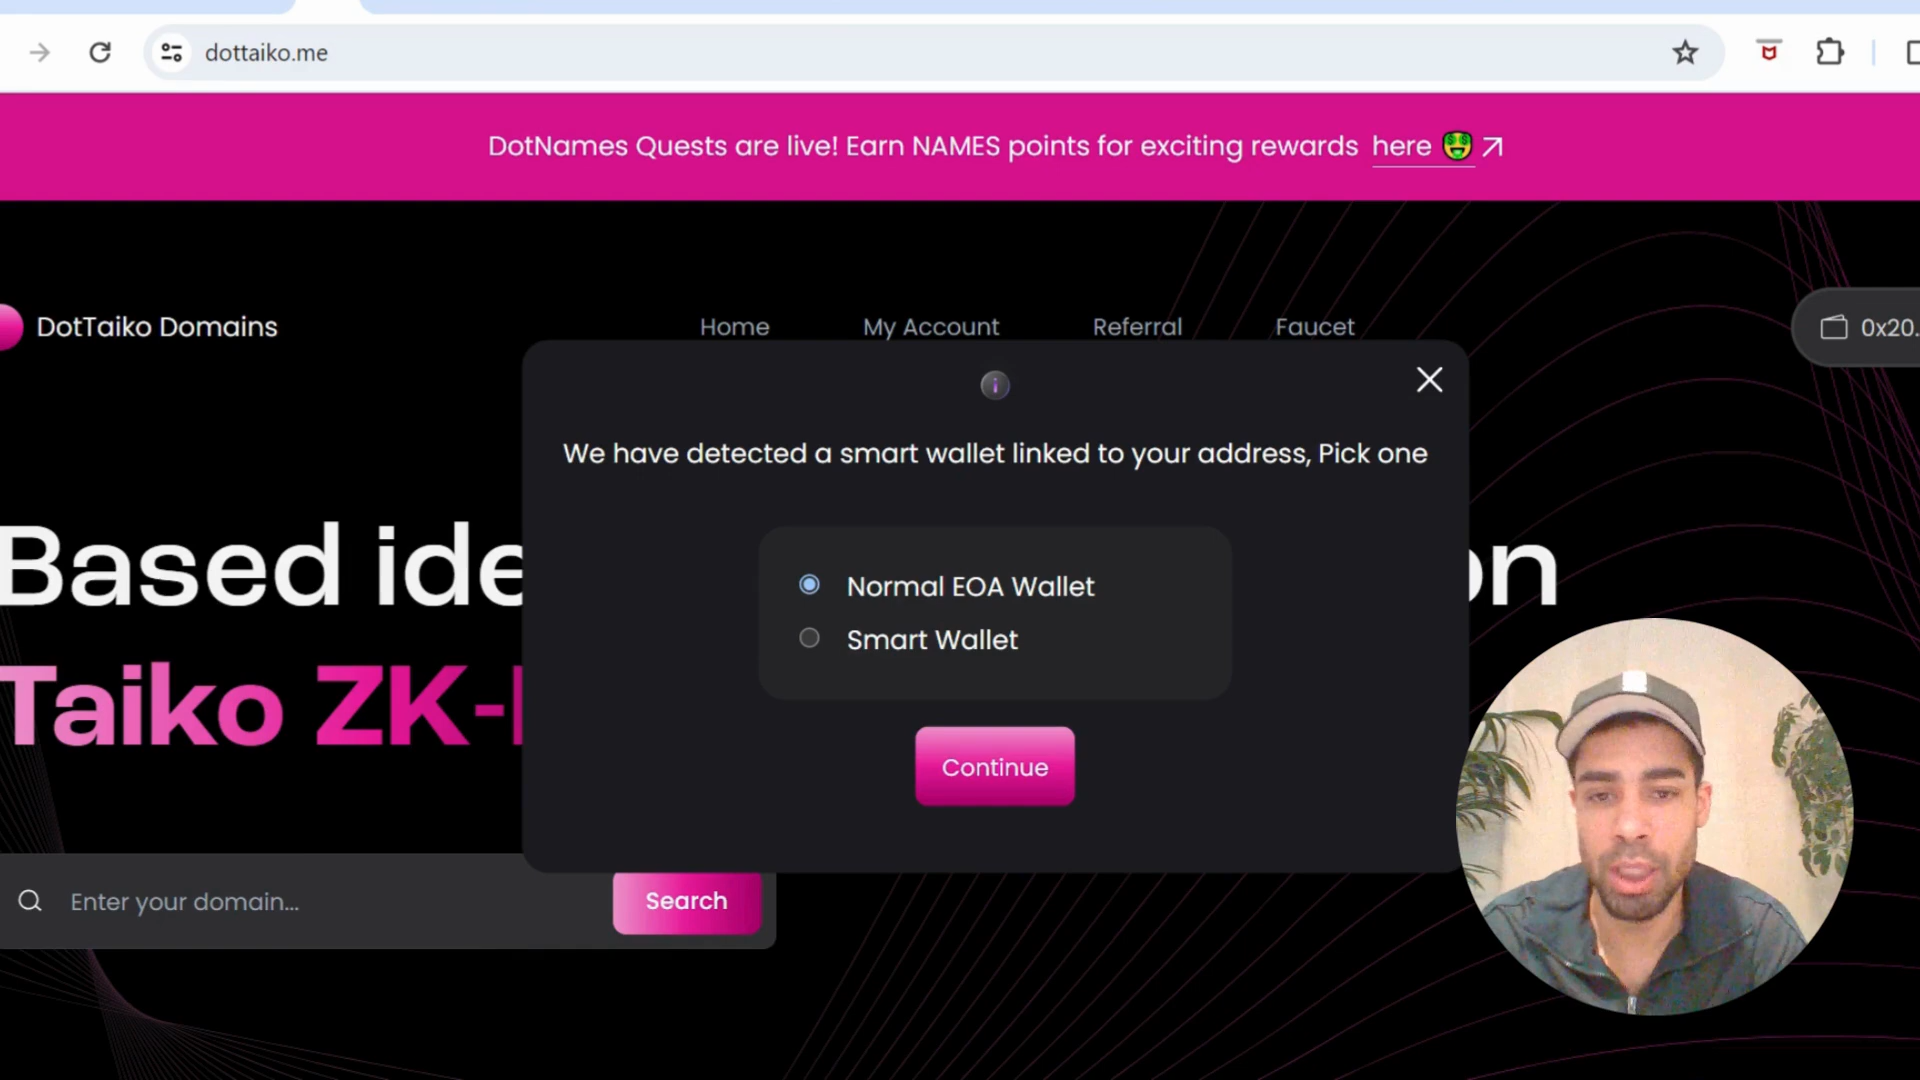 dottaiko.me
DotNames Quests are live! Earn NAMES points for exciting rewards here
DotTaiko Domains
Home
My Account
Referral
Faucet
0x20.
We have detected a smart wallet linked to your address, Pick one
Normal EOA Wallet
Smart Wallet
Continue
Based ide
on
Taiko ZK-
Enter your domain...
Search